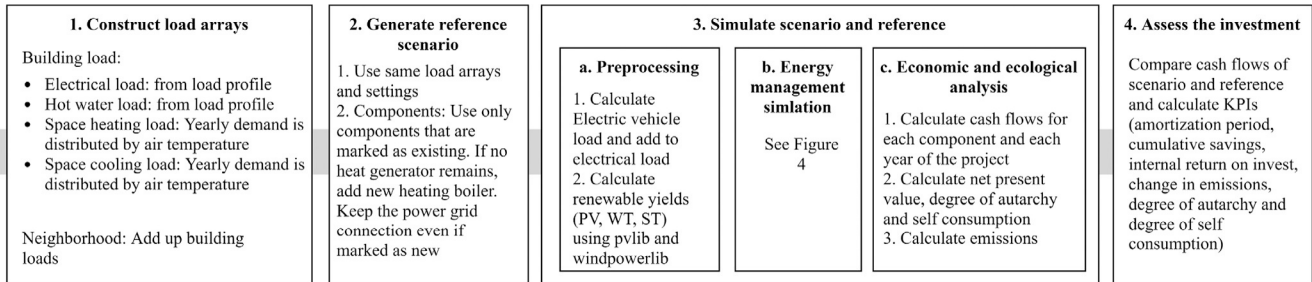 1. Construct load arrays
Building load:
• Electrical load: from load profile
• Hot water load: from load profile
• Space heating load: Yearly demand is
distributed by air temperature
• Space cooling load: Yearly demand is
distributed by air temperature
Neighborhood: Add up building
loads
2. Generate reference
scenario
1. Use same load arrays
and settings
2. Components: Use only
components that are
marked as existing. If no
heat generator remains,
add new heating boiler.
Keep the power grid
connection even if
marked as new
3. Simulate scenario and reference
a. Preprocessing
1. Calculate
Electric vehicle
load and add to
electrical load
2. Calculate
renewable yields
(PV, WT, ST)
using pvlib and
windpowerlib
b. Energy
management
simlation
See Figure
4
c. Economic and ecological
analysis
1. Calculate cash flows for
each component and each
year of the project
2. Calculate net present
value, degree of autarchy
and self consumption
3. Calculate emissions
4. Assess the investment
Compare cash flows of
scenario and reference
and calculate KPIs
(amortization period,
cumulative savings,
internal return on invest,
change in emissions,
degree of autarchy and
degree of self
consumption)